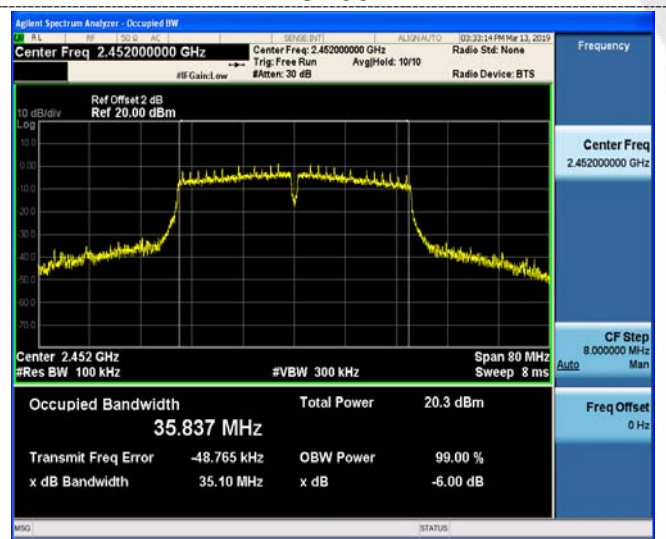 Agilent Spectrum Analyzer - Occupied BW
RL RF 50 Ω AC SENSE:INT ALIGN AUTO 03:33:14 PM Mar 13, 2019
Center Freq 2.452000000 GHz
Center Freq: 2.452000000 GHz
Radio Std: None
Trig: Free Run Avg|Hold: 10/10
#IFGain:Low #Atten: 30 dB Radio Device: BTS
Frequency
Ref Offset 2 dB
10 dB/div Ref 20.00 dBm
Log
10.0
0.00
-10.0
-20.0
-30.0
-40.0
-50.0
-60.0
-70.0
Center Freq
2.452000000 GHz
Center 2.452 GHz Span 80 MHz
#Res BW 100 kHz #VBW 300 kHz Sweep 8 ms
CF Step
8.000000 MHz
Auto Man
Occupied Bandwidth Total Power 20.3 dBm
35.837 MHz
Transmit Freq Error -48.765 kHz OBW Power 99.00 %
x dB Bandwidth 35.10 MHz x dB -6.00 dB
Freq Offset
0 Hz
MSG STATUS